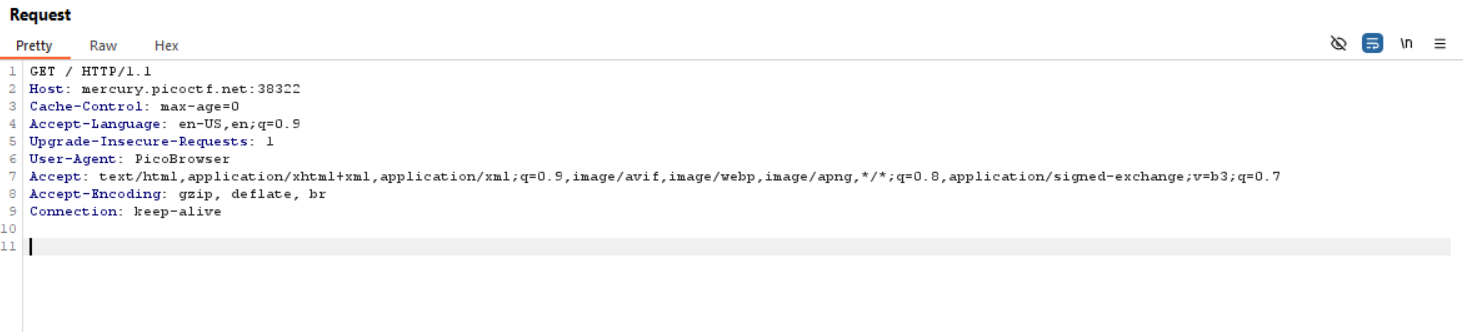 Request
Pretty Raw Hex
\n
1 GET / HTTP/1.1
2 Host: mercury.picoctf.net:38322
3 Cache-Control: max-age=0
4 Accept-Language: en-US,en;q=0.9
5 Upgrade-Insecure-Requests: 1
6 User-Agent: PicoBrowser
7 Accept: text/html,application/xhtml+xml,application/xml;q=0.9,image/avif,image/webp,image/apng,*/*;q=0.8,application/signed-exchange;v=b3;q=0.7
8 Accept-Encoding: gzip, deflate, br
9 Connection: keep-alive
10
11